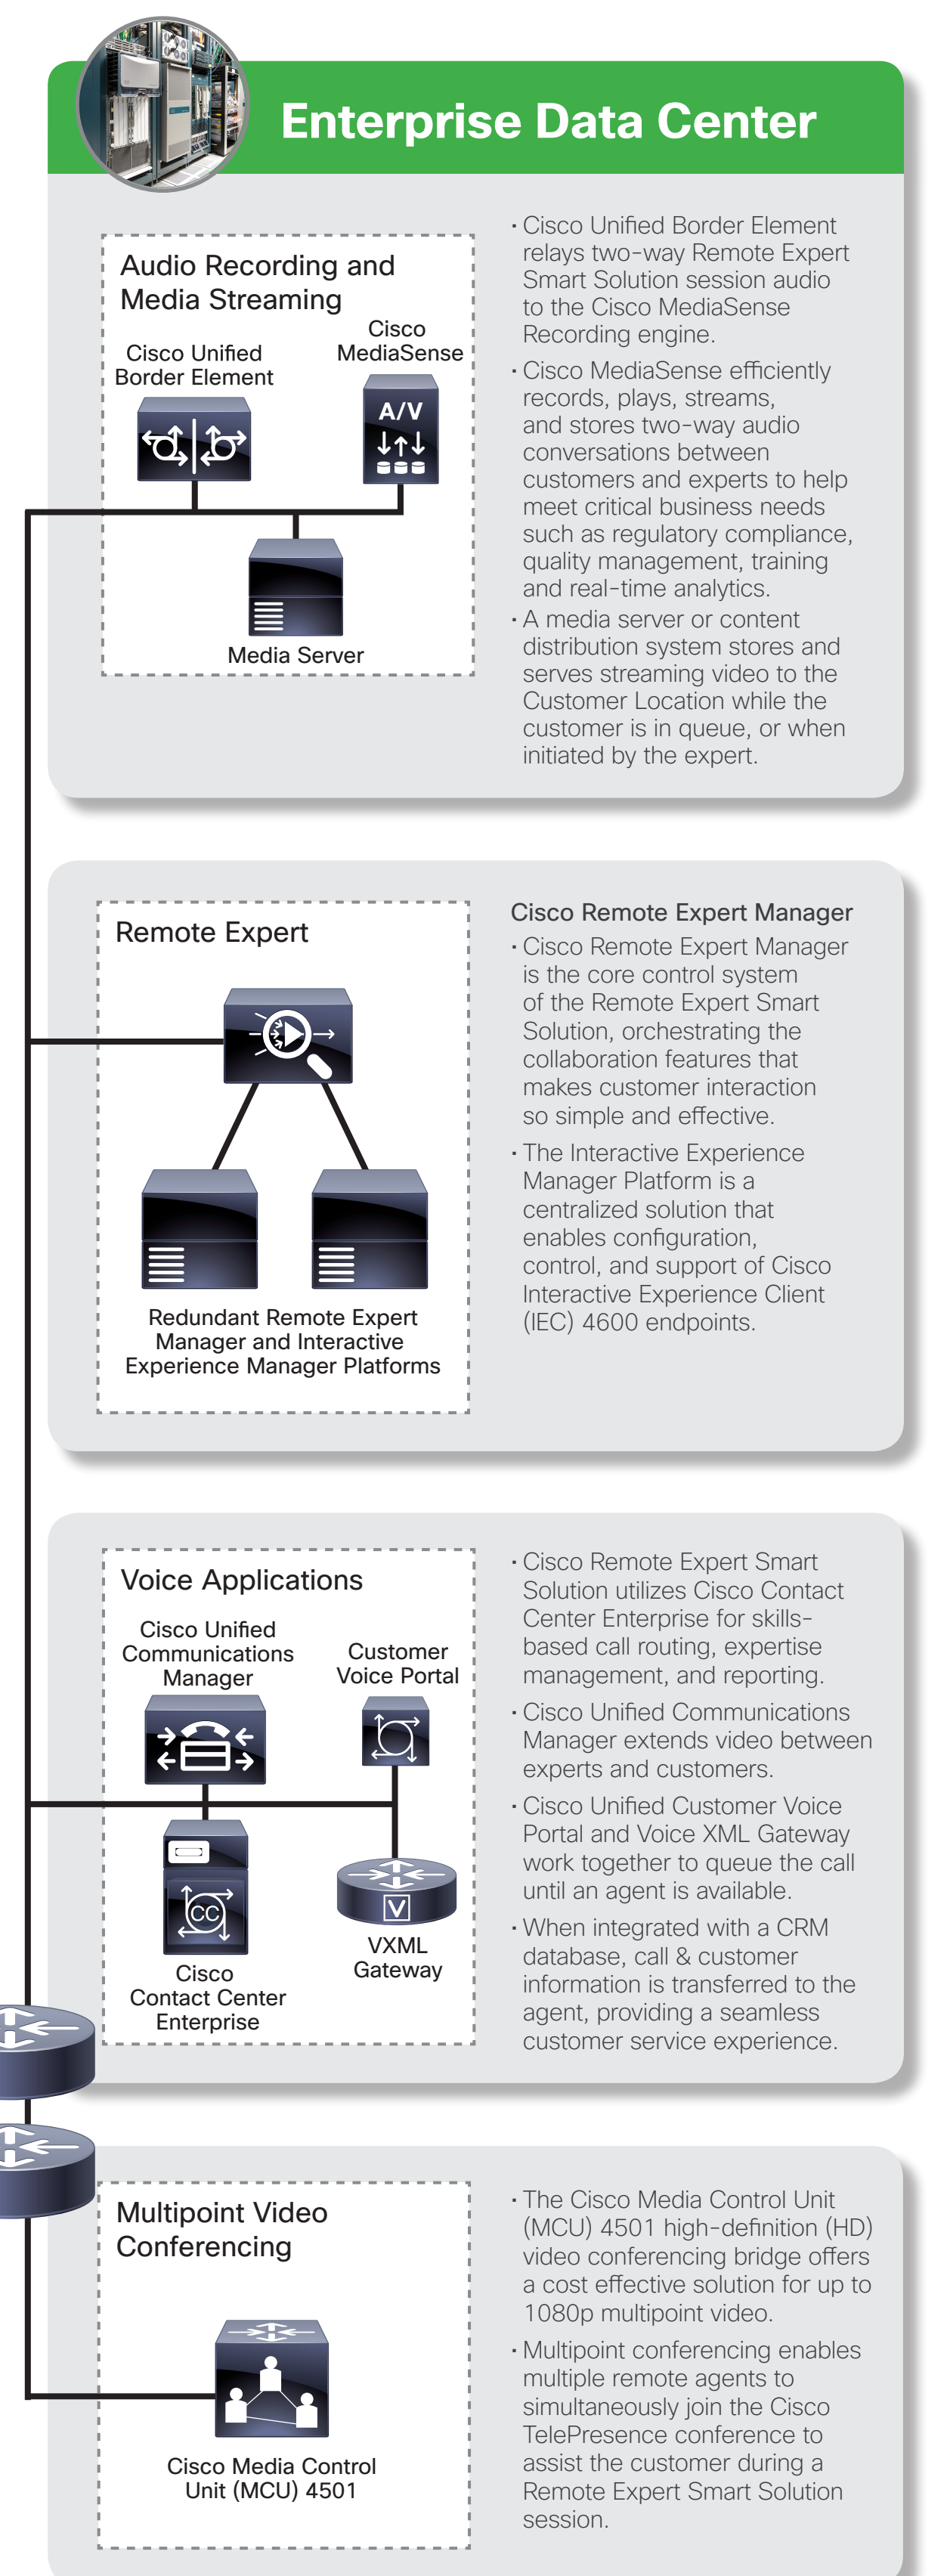 Enterprise Data Center
Audio Recording and
Media Streaming
Cisco Unified
Border Element
Cisco
MediaSense
A/V
Media Server
· Cisco Unified Border Element
relays two-way Remote Expert
Smart Solution session audio
to the Cisco MediaSense
Recording engine.
· Cisco MediaSense efficiently
records, plays, streams,
and stores two-way audio
conversations between
customers and experts to help
meet critical business needs
such as regulatory compliance,
quality management, training
and real-time analytics.
· A media server or content
distribution system stores and
serves streaming video to the
Customer Location while the
customer is in queue, or when
initiated by the expert.
Remote Expert
Redundant Remote Expert
Manager and Interactive
Experience Manager Platforms
Cisco Remote Expert Manager
· Cisco Remote Expert Manager
is the core control system
of the Remote Expert Smart
Solution, orchestrating the
collaboration features that
makes customer interaction
so simple and effective.
· The Interactive Experience
Manager Platform is a
centralized solution that
enables configuration,
control, and support of Cisco
Interactive Experience Client
(IEC) 4600 endpoints.
Voice Applications
Cisco Unified
Communications
Manager
Customer
Voice Portal
CC
V
Cisco
Contact Center
Enterprise
VXML
Gateway
· Cisco Remote Expert Smart
Solution utilizes Cisco Contact
Center Enterprise for skills-
based call routing, expertise
management, and reporting.
· Cisco Unified Communications
Manager extends video between
experts and customers.
· Cisco Unified Customer Voice
Portal and Voice XML Gateway
work together to queue the call
until an agent is available.
· When integrated with a CRM
database, call & customer
information is transferred to the
agent, providing a seamless
customer service experience.
Multipoint Video
Conferencing
Cisco Media Control
Unit (MCU) 4501
· The Cisco Media Control Unit
(MCU) 4501 high-definition (HD)
video conferencing bridge offers
a cost effective solution for up to
1080p multipoint video.
· Multipoint conferencing enables
multiple remote agents to
simultaneously join the Cisco
TelePresence conference to
assist the customer during a
Remote Expert Smart Solution
session.